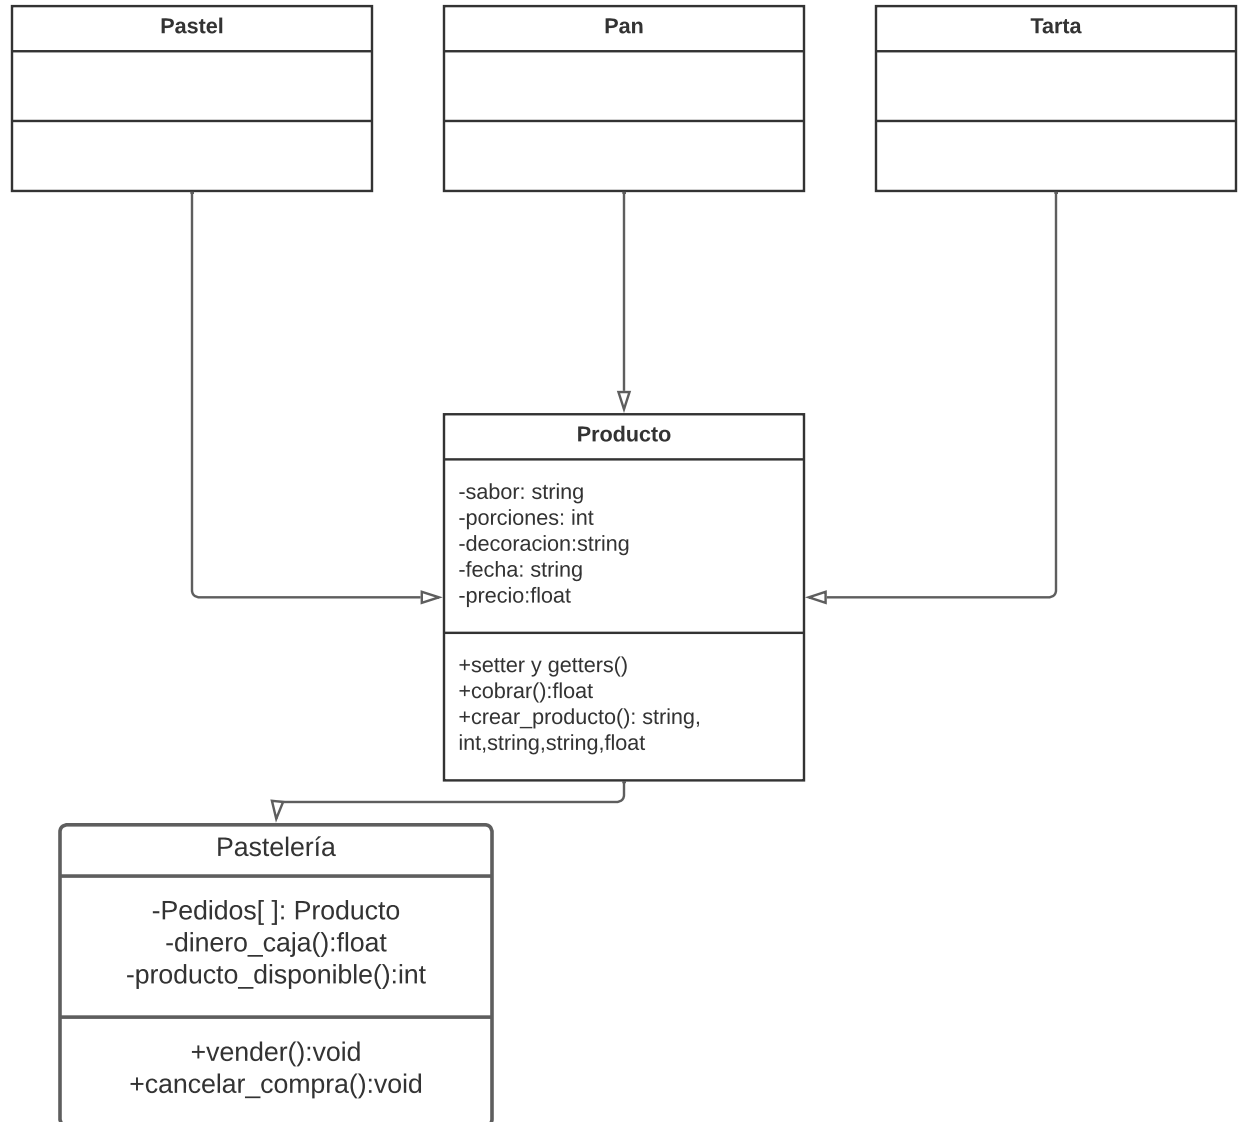 Pastel
Pan
Tarta
Producto
-sabor: string
-porciones: int
-decoracion:string
-fecha: string
-precio:float
+setter y getters()
+cobrar():float
+crear_producto(): string,
int,string,string,float
Pastelería
-Pedidos[ ]: Producto
-dinero_caja():float
-producto_disponible():int
+vender():void
+cancelar_compra():void